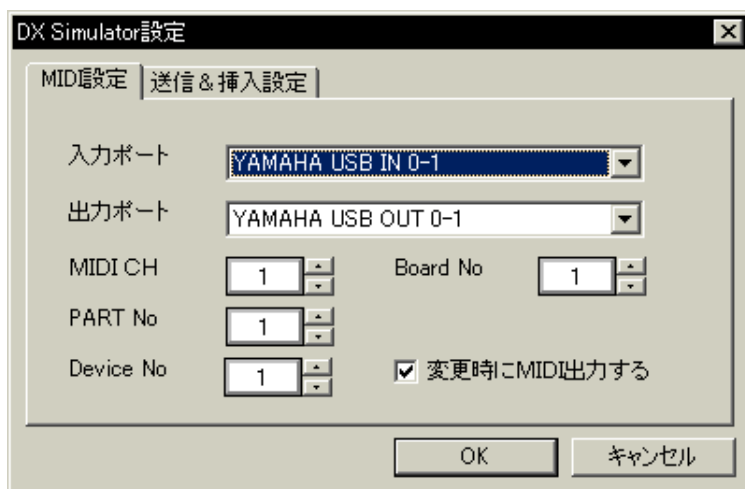 DX Simulator設定
MIDI設定 送信＆挿入設定
入力ポート YAMAHA USB IN 0-1
出力ポート YAMAHA USB OUT 0-1
MIDI CH 1 Board No 1
PART No 1
Device No 1 変更時にMIDI出力する
OK キャンセル